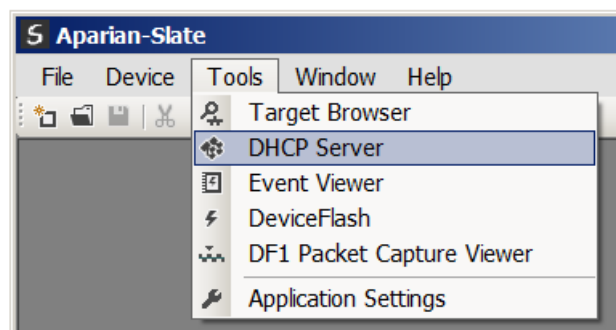 S Aparian-Slate
File Device Tools Window Help
Target Browser
DHCP Server
Event Viewer
DeviceFlash
DF1 Packet Capture Viewer
Application Settings